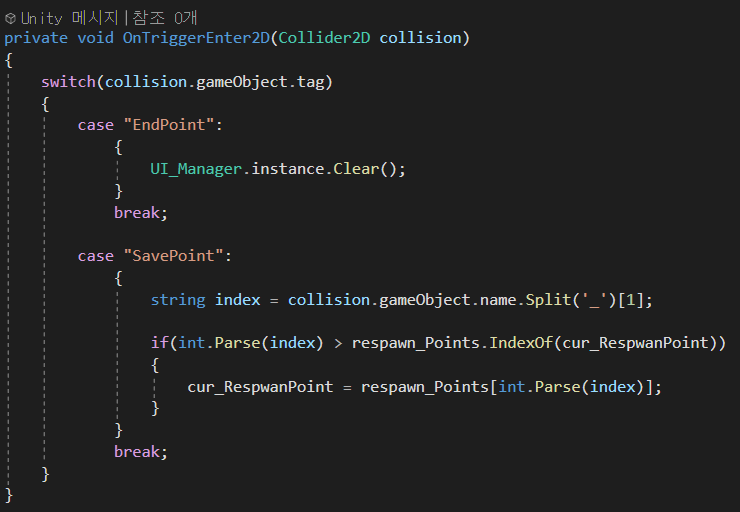 Unity 메시지|참조 0개
private void OnTriggerEnter2D(Collider2D collision)
{
    switch(collision.gameObject.tag)
    {
        case "EndPoint":
            {
                UI_Manager.instance.Clear();
            }
            break;

        case "SavePoint":
            {
                string index = collision.gameObject.name.Split('_')[1];

                if(int.Parse(index) > respawn_Points.IndexOf(cur_RespwanPoint))
                {
                    cur_RespwanPoint = respawn_Points[int.Parse(index)];
                }
            }
            break;
    }
}